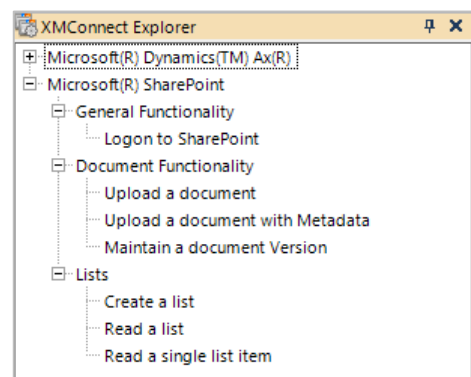 XMConnect Explorer
Microsoft(R) Dynamics(TM) Ax(R)
Microsoft(R) SharePoint
General Functionality
Logon to SharePoint
Document Functionality
Upload a document
Upload a document with Metadata
Maintain a document Version
Lists
Create a list
Read a list
Read a single list item